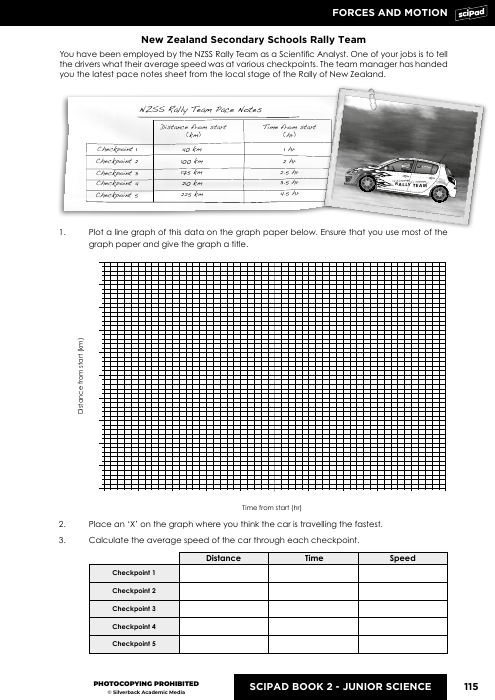 FORCES AND MOTION scipad
New Zealand Secondary Schools Rally Team
You have been employed by the NZSS Rally Team as a Scientific Analyst. One of your jobs is to tell
the drivers what their average speed was at various checkpoints. The team manager has handed
you the latest pace notes sheet from the local stage of the Rally of New Zealand.
NZSS Rally Team Pace Notes
Distance from start Time from start
(km) (hr)
Checkpoint 1 40 km 1 hr
Checkpoint 2 100 km 2 hr
Checkpoint 3 175 km 2.5 hr
Checkpoint 4 210 km 3.5 hr
Checkpoint 5 225 km 4.5 hr
RALLY TEAM
1. Plot a line graph of this data on the graph paper below. Ensure that you use most of the
graph paper and give the graph a title.
Distance from start (km)
Time from start (hr)
2. Place an ‘X’ on the graph where you think the car is travelling the fastest.
3. Calculate the average speed of the car through each checkpoint.
Distance Time Speed
Checkpoint 1
Checkpoint 2
Checkpoint 3
Checkpoint 4
Checkpoint 5
PHOTOCOPYING PROHIBITED
© Silverback Academic Media
SCIPAD BOOK 2 - JUNIOR SCIENCE 115